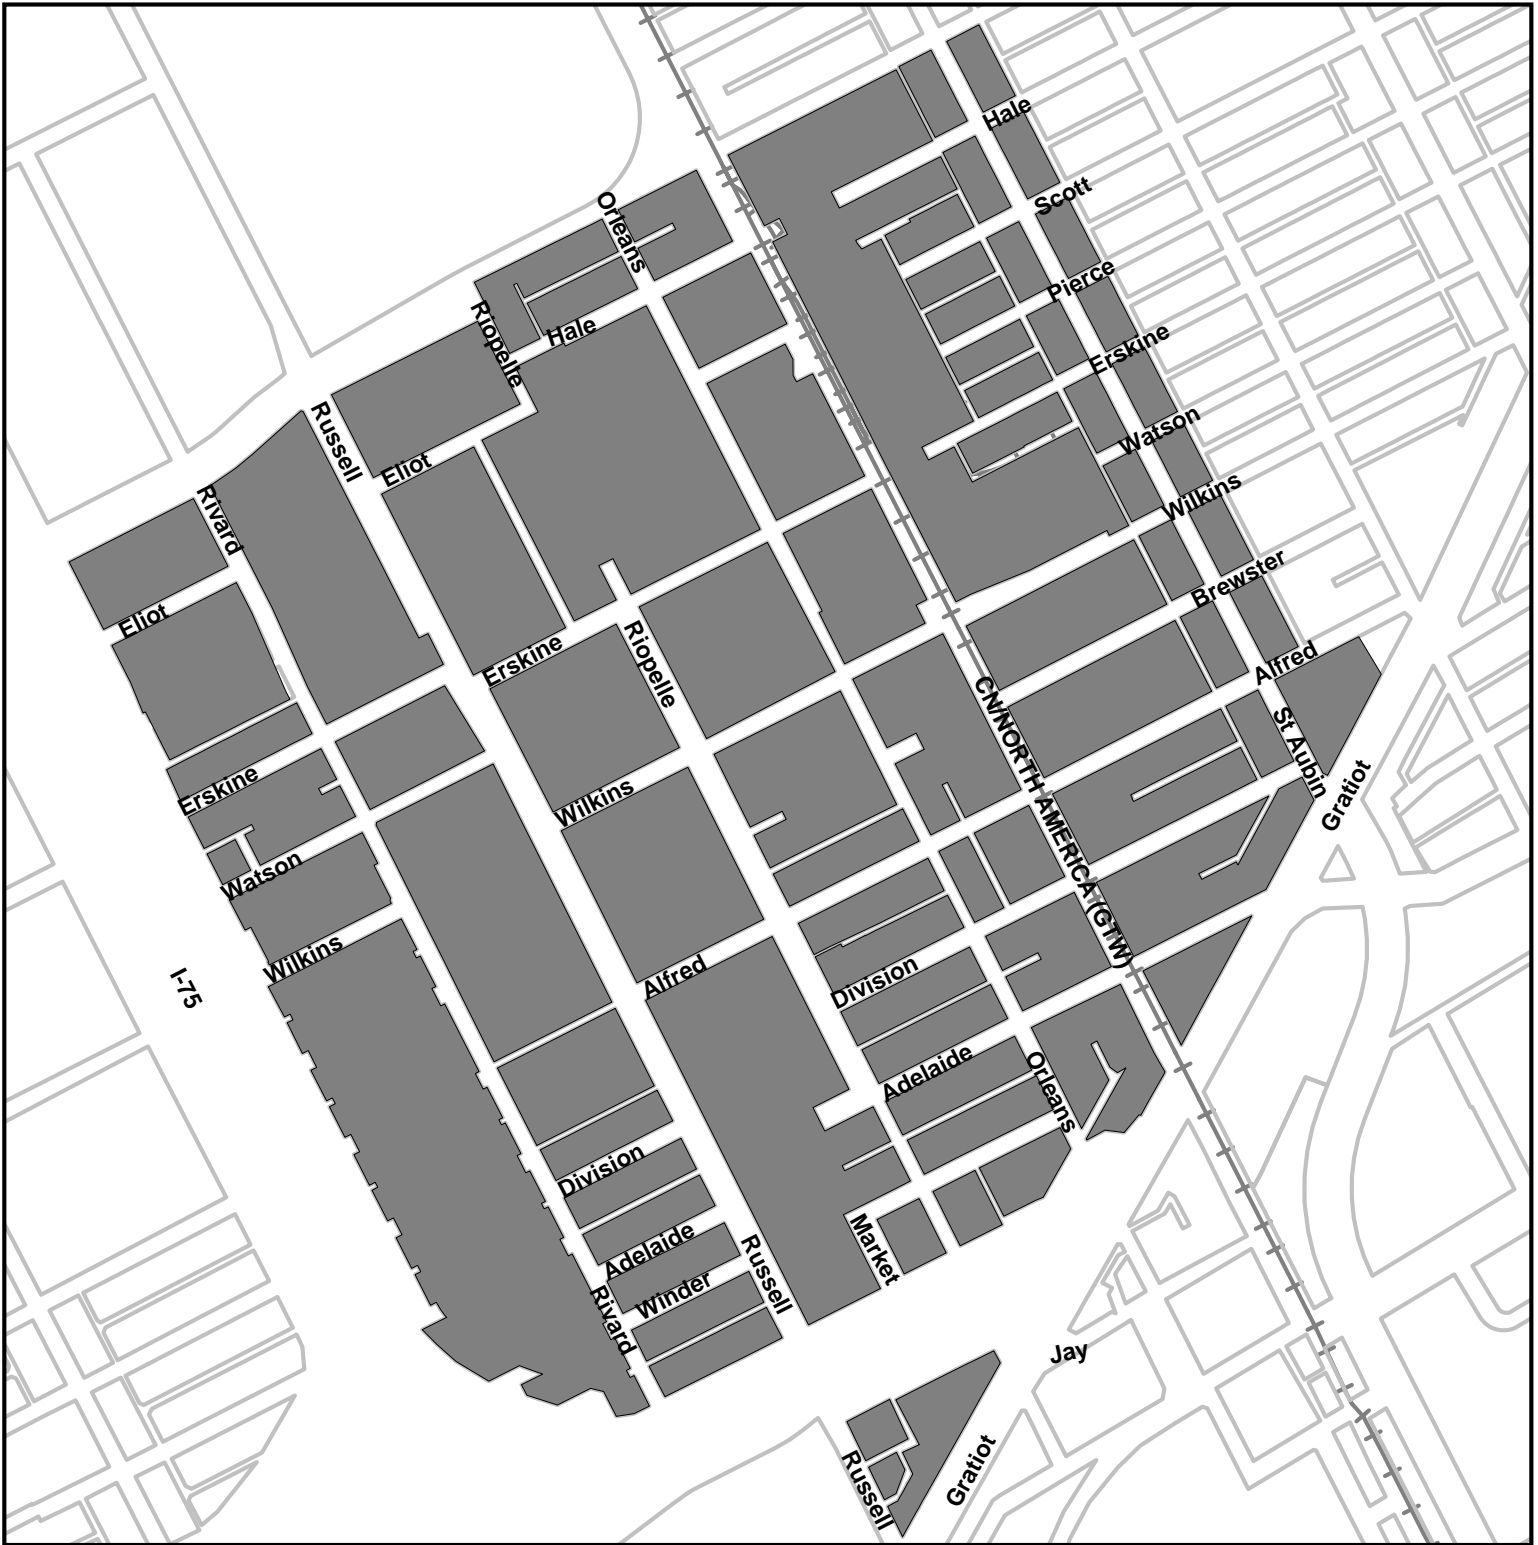 Hale
Scott
Orleans
Pierce
Riopelle
Hale
Erskine
Russell
Watson
Eliot
Rivard
Wilkins
Brewster
Eliot
Erskine
Riopelle
Alfred
CN/NORTH AMERICA (GTW)
St Aubin
Erskine
Wilkins
Gratiot
Watson
Wilkins
I-75
Alfred
Division
Adelaide
Orleans
Division
Market
Adelaide
Russell
Winder
Rivard
Jay
Russell
Gratiot